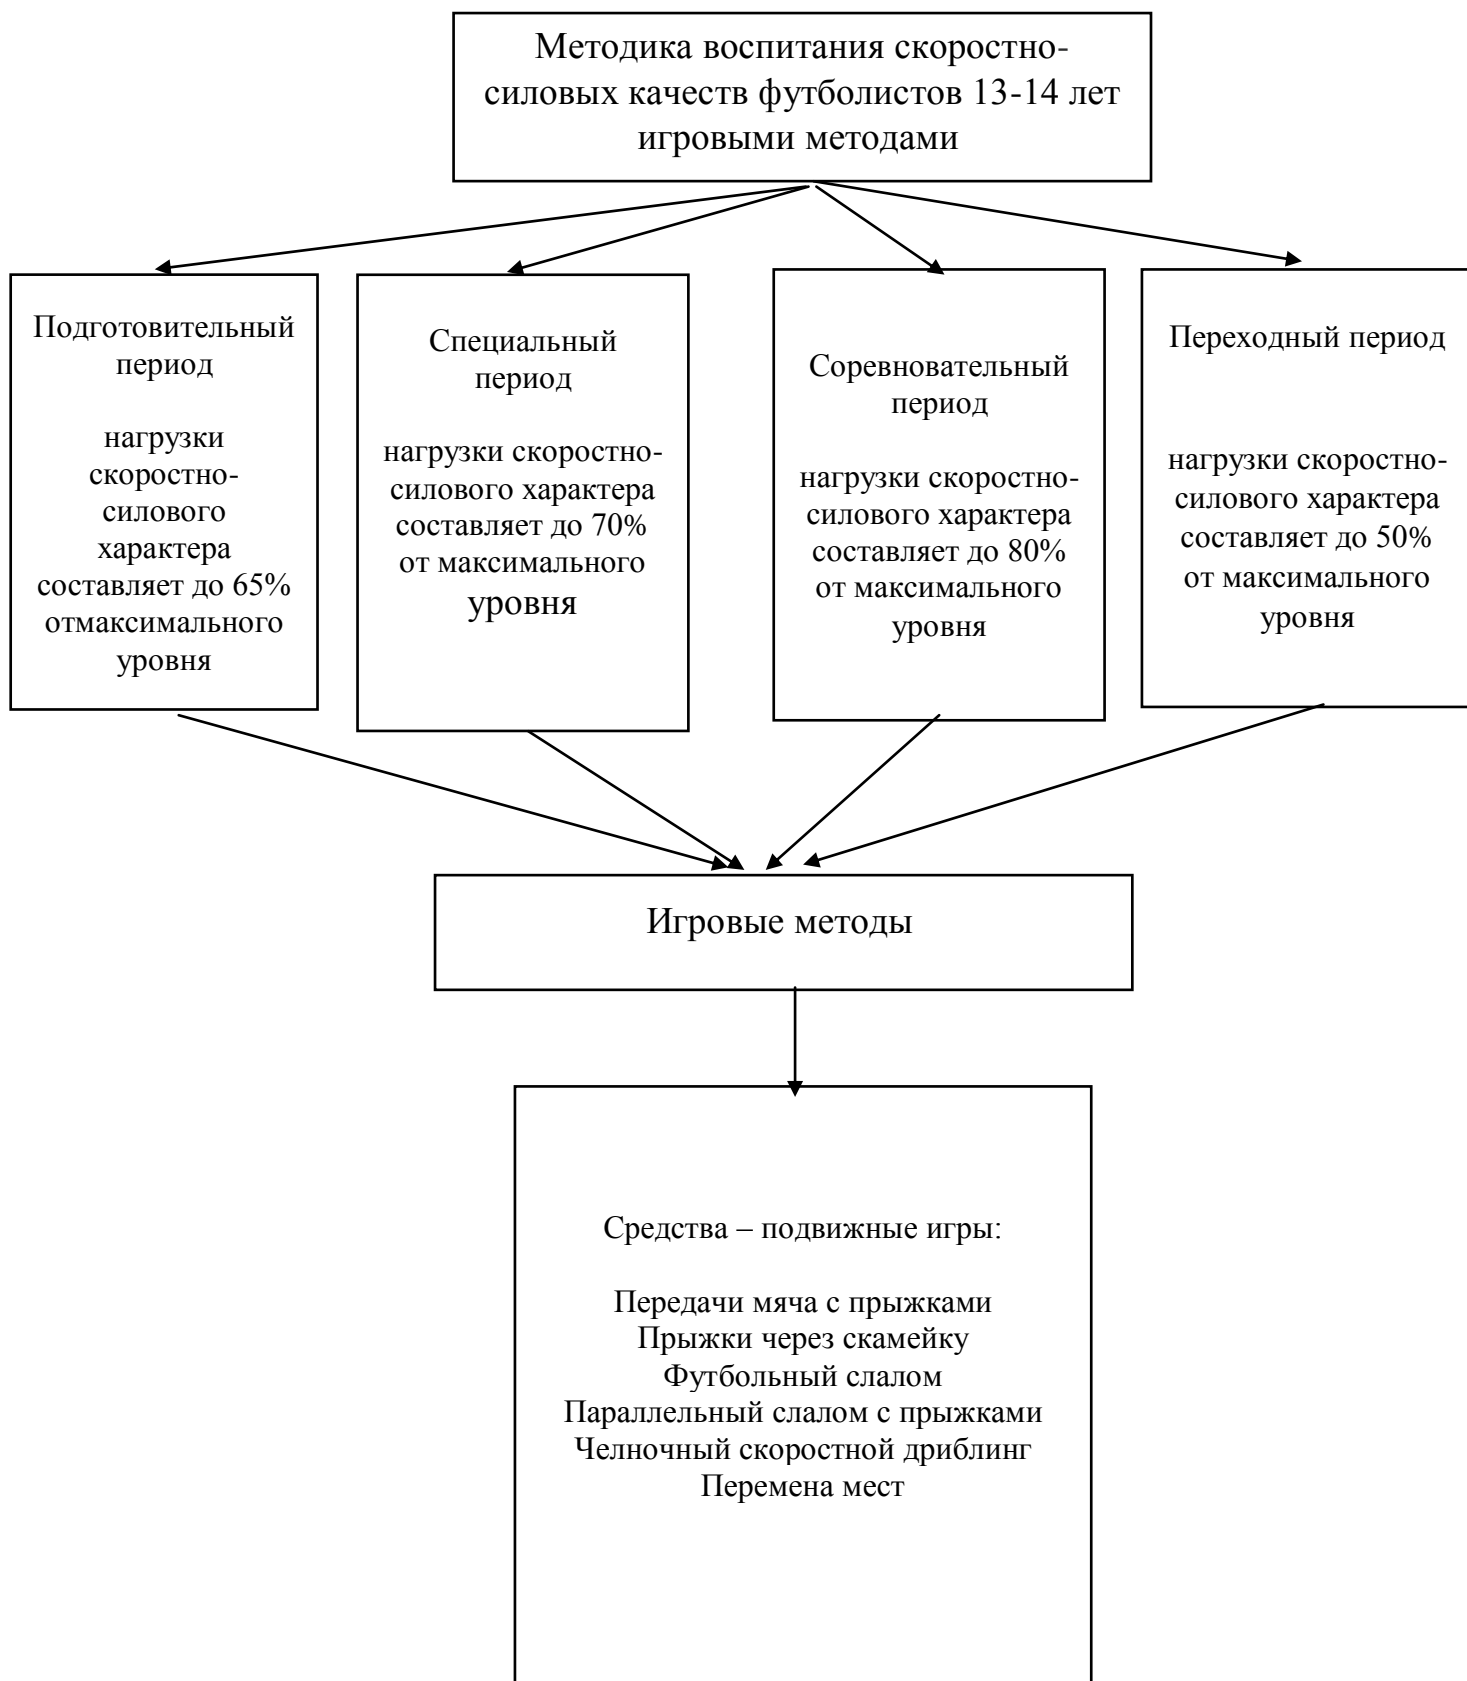 Методика воспитания скоростно-
силовых качеств футболистов 13-14 лет
игровыми методами
Подготовительный
период
нагрузки
скоростно-
силового
характера
составляет до 65%
отмаксимального
уровня
Специальный
период
нагрузки скоростно-
силового характера
составляет до 70%
от максимального
уровня
Соревновательный
период
нагрузки скоростно-
силового характера
составляет до 80%
от максимального
уровня
Переходный период
нагрузки скоростно-
силового характера
составляет до 50%
от максимального
уровня
Игровые методы
Средства – подвижные игры:
Передачи мяча с прыжками
Прыжки через скамейку
Футбольный слалом
Параллельный слалом с прыжками
Челночный скоростной дриблинг
Перемена мест